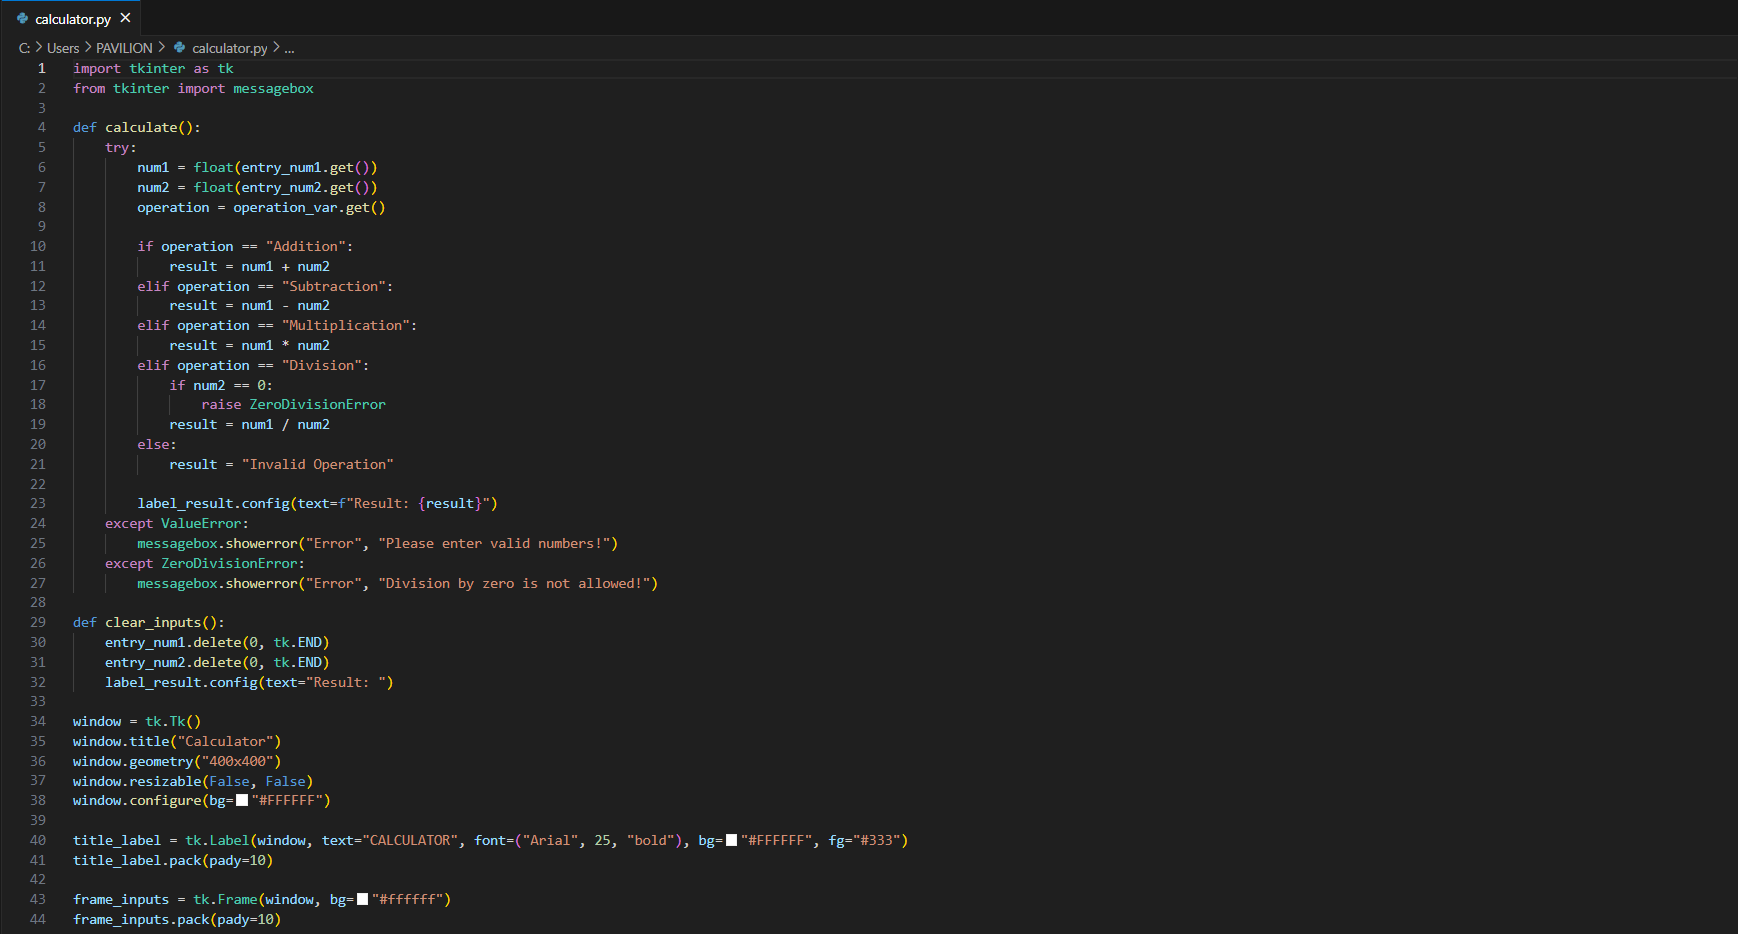 calculator.py ×
C: > Users > PAVILION > calculator.py > ...
1 import tkinter as tk
2 from tkinter import messagebox
3
4 def calculate():
5     try:
6         num1 = float(entry_num1.get())
7         num2 = float(entry_num2.get())
8         operation = operation_var.get()
9
10         if operation == "Addition":
11             result = num1 + num2
12         elif operation == "Subtraction":
13             result = num1 - num2
14         elif operation == "Multiplication":
15             result = num1 * num2
16         elif operation == "Division":
17             if num2 == 0:
18                 raise ZeroDivisionError
19             result = num1 / num2
20         else:
21             result = "Invalid Operation"
22
23         label_result.config(text=f"Result: {result}")
24     except ValueError:
25         messagebox.showerror("Error", "Please enter valid numbers!")
26     except ZeroDivisionError:
27         messagebox.showerror("Error", "Division by zero is not allowed!")
28
29 def clear_inputs():
30     entry_num1.delete(0, tk.END)
31     entry_num2.delete(0, tk.END)
32     label_result.config(text="Result: ")
33
34 window = tk.Tk()
35 window.title("Calculator")
36 window.geometry("400x400")
37 window.resizable(False, False)
38 window.configure(bg="#FFFFFF")
39
40 title_label = tk.Label(window, text="CALCULATOR", font=("Arial", 25, "bold"), bg="#FFFFFF", fg="#333")
41 title_label.pack(pady=10)
42
43 frame_inputs = tk.Frame(window, bg="#ffffff")
44 frame_inputs.pack(pady=10)